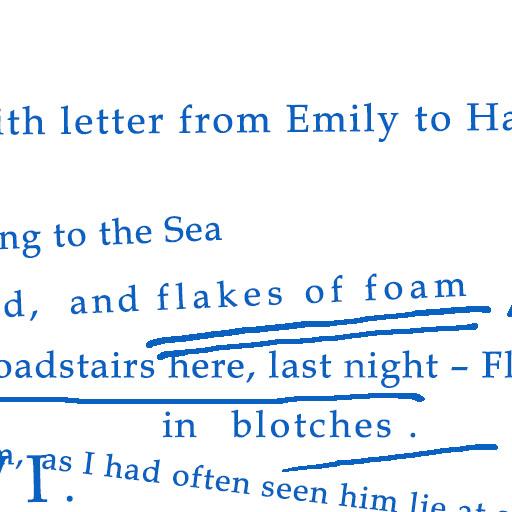 ith letter from Emily to Ha
ng to the Sea
d, and flakes of foam
oadstairs here, last night – Fl
in blotches .
as I had often seen him lie at
I .